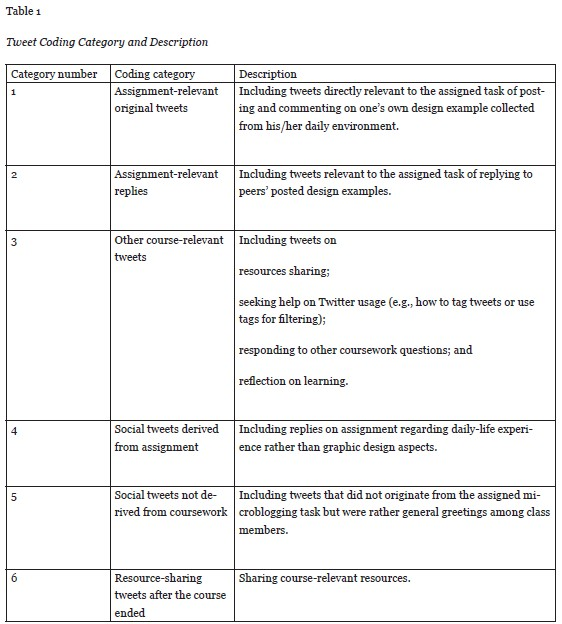 Table 1
Tweet Coding Category and Description
Category number Coding category Description
1 Assignment-relevant Including tweets directly relevant to the assigned task of post-
original tweets ing and commenting on one's own design example collected
from his/her daily environment.
2 Assignment-relevant Including tweets relevant to the assigned task of replying to
replies peers' posted design examples.
3 Other course-relevant Including tweets on
tweets
resources sharing;
seeking help on Twitter usage (e.g., how to tag tweets or use
tags for filtering);
responding to other coursework questions; and
reflection on learning.
4 Social tweets derived Including replies on assignment regarding daily-life experi-
from assignment ence rather than graphic design aspects.
5 Social tweets not de- Including tweets that did not originate from the assigned mi-
rived from coursework croblogging task but were rather general greetings among class
members.
6 Resource-sharing Sharing course-relevant resources.
tweets after the course
ended